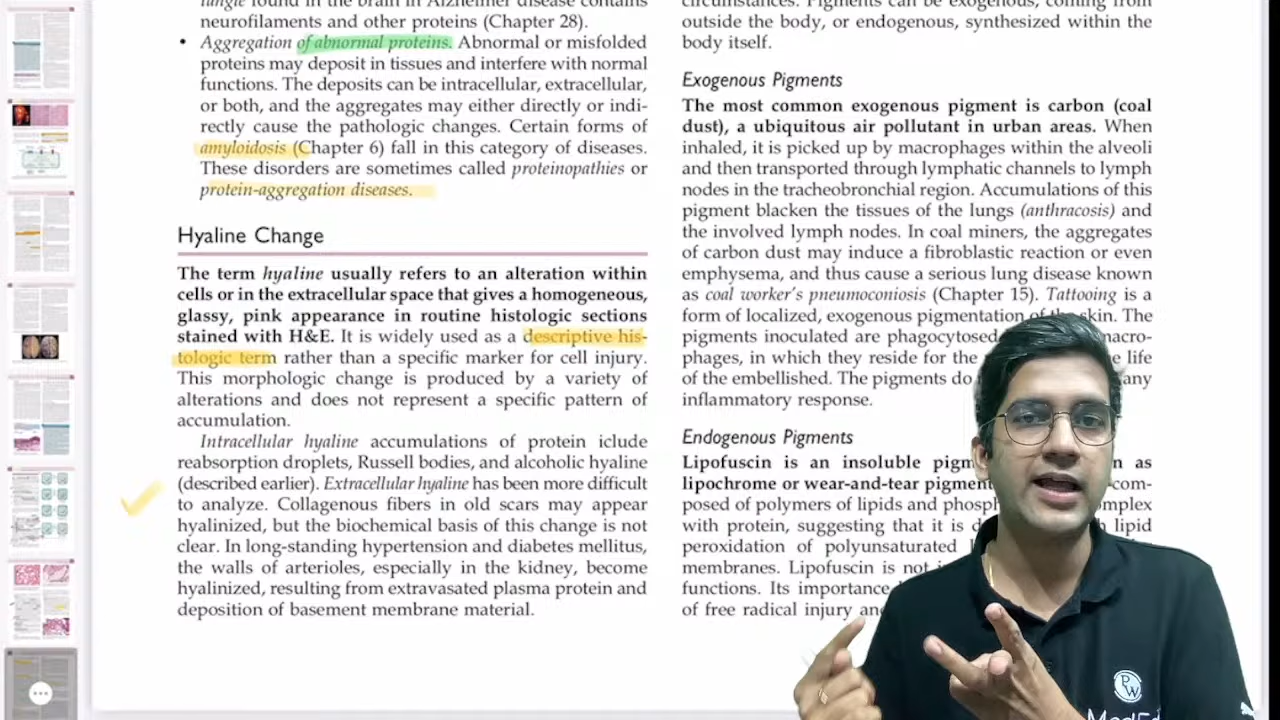 tangle found in the brain in Alzheimer disease contains
neurofilaments and other proteins (Chapter 28).
• Aggregation of abnormal proteins. Abnormal or misfolded
proteins may deposit in tissues and interfere with normal
functions. The deposits can be intracellular, extracellular,
or both, and the aggregates may either directly or indi-
rectly cause the pathologic changes. Certain forms of
amyloidosis (Chapter 6) fall in this category of diseases.
These disorders are sometimes called proteinopathies or
protein-aggregation diseases.
Hyaline Change
The term hyaline usually refers to an alteration within
cells or in the extracellular space that gives a homogeneous,
glassy, pink appearance in routine histologic sections
stained with H&E. It is widely used as a descriptive his-
tologic term rather than a specific marker for cell injury.
This morphologic change is produced by a variety of
alterations and does not represent a specific pattern of
accumulation.
Intracellular hyaline accumulations of protein iclude
reabsorption droplets, Russell bodies, and alcoholic hyaline
(described earlier). Extracellular hyaline has been more difficult
to analyze. Collagenous fibers in old scars may appear
hyalinized, but the biochemical basis of this change is not
clear. In long-standing hypertension and diabetes mellitus,
the walls of arterioles, especially in the kidney, become
hyalinized, resulting from extravasated plasma protein and
deposition of basement membrane material.
circumstances. Pigments can be exogenous, coming from
outside the body, or endogenous, synthesized within the
body itself.
Exogenous Pigments
The most common exogenous pigment is carbon (coal
dust), a ubiquitous air pollutant in urban areas. When
inhaled, it is picked up by macrophages within the alveoli
and then transported through lymphatic channels to lymph
nodes in the tracheobronchial region. Accumulations of this
pigment blacken the tissues of the lungs (anthracosis) and
the involved lymph nodes. In coal miners, the aggregates
of carbon dust may induce a fibroblastic reaction or even
emphysema, and thus cause a serious lung disease known
as coal worker's pneumoconiosis (Chapter 15). Tattooing is a
form of localized, exogenous pigmentation of the skin. The
pigments inoculated are phagocytosed macro-
phages, in which they reside for the life
of the embellished. The pigments do any
inflammatory response.
Endogenous Pigments
Lipofuscin is an insoluble as
lipochrome or wear-and-tear com-
posed of polymers of lipids and
with protein, suggesting that it is lipid
peroxidation of polyunsaturated
membranes. Lipofuscin is not
functions. Its importance
of free radical injury
PW